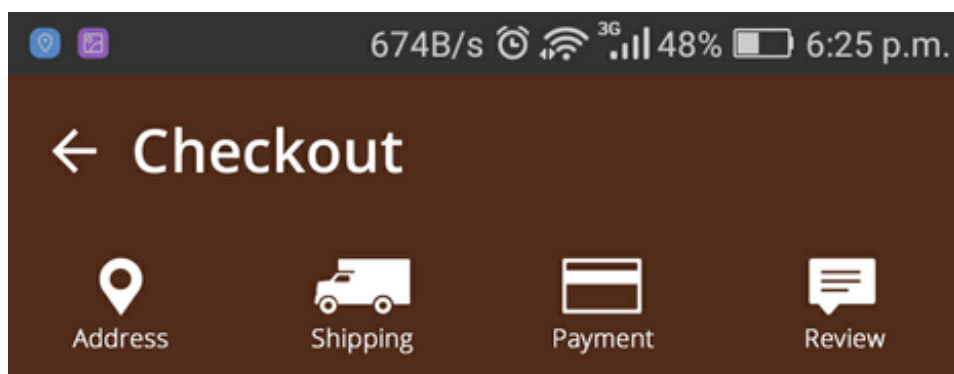 674B/s 3G 48% 6:25 p.m.
Checkout
Address Shipping Payment Review